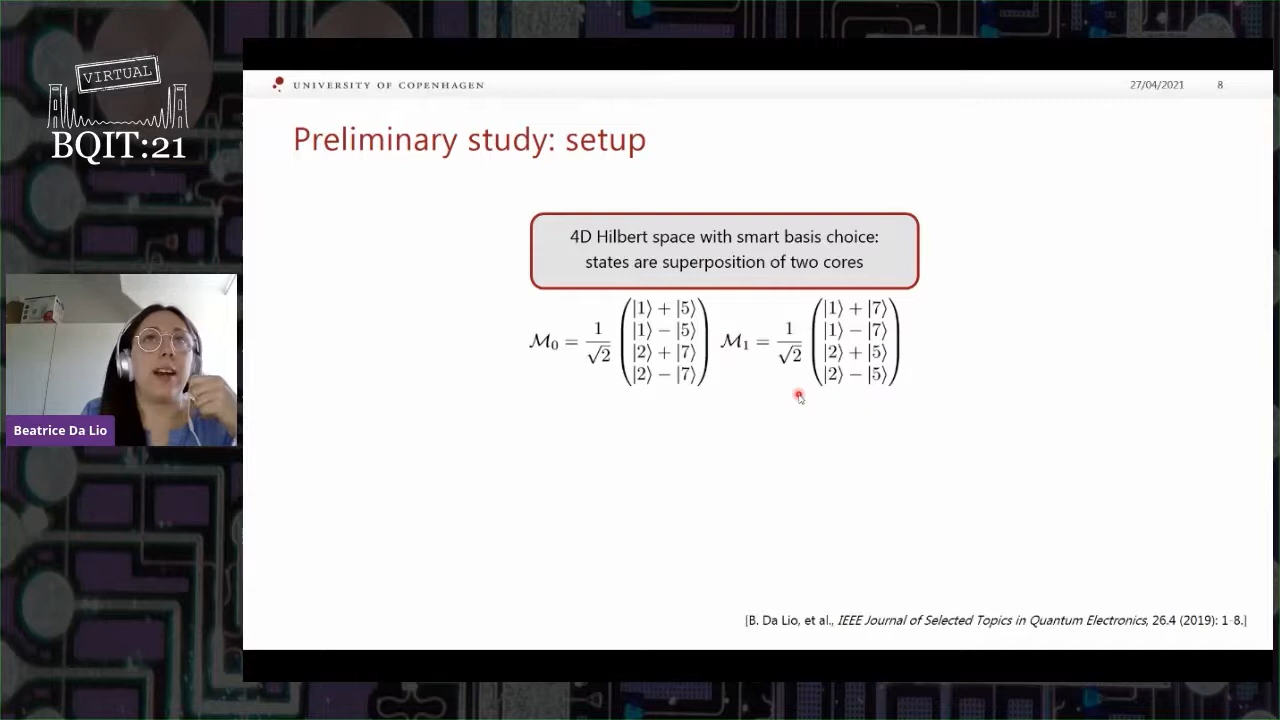 VIRTUAL
BQIT:21
UNIVERSITY OF COPENHAGEN
27/04/2021 8
Preliminary study: setup
4D Hilbert space with smart basis choice:
states are superposition of two cores
|1⟩ + |5⟩ |1⟩ + |7⟩
|1⟩ − |5⟩ |1⟩ − |7⟩
ℳ₀ = 1/√2 ℳ₁ = 1/√2
|2⟩ + |7⟩ |2⟩ + |5⟩
|2⟩ − |7⟩ |2⟩ − |5⟩
Beatrice Da Lio
[B. Da Lio, et al., IEEE Journal of Selected Topics in Quantum Electronics, 26.4 (2019): 1-8.]